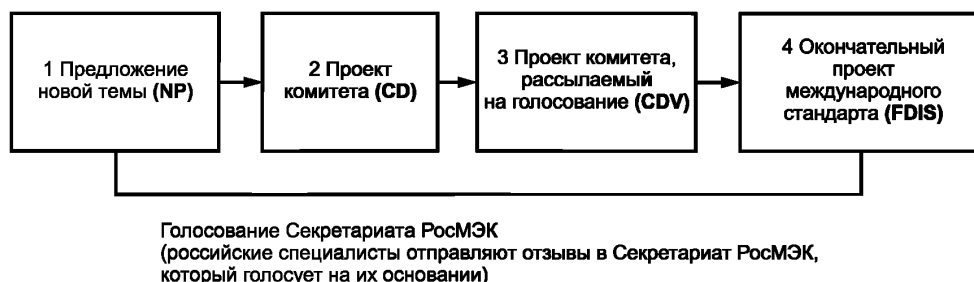 1 Предложение
новой темы (NP)
2 Проект
комитета (CD)
3 Проект комитета,
рассылаемый
на голосование (CDV)
4 Окончательный
проект
международного
стандарта (FDIS)
Голосование Секретариата РосМЭК
(российские специалисты отправляют отзывы в Секретариат РосМЭК,
который голосует на их основании)